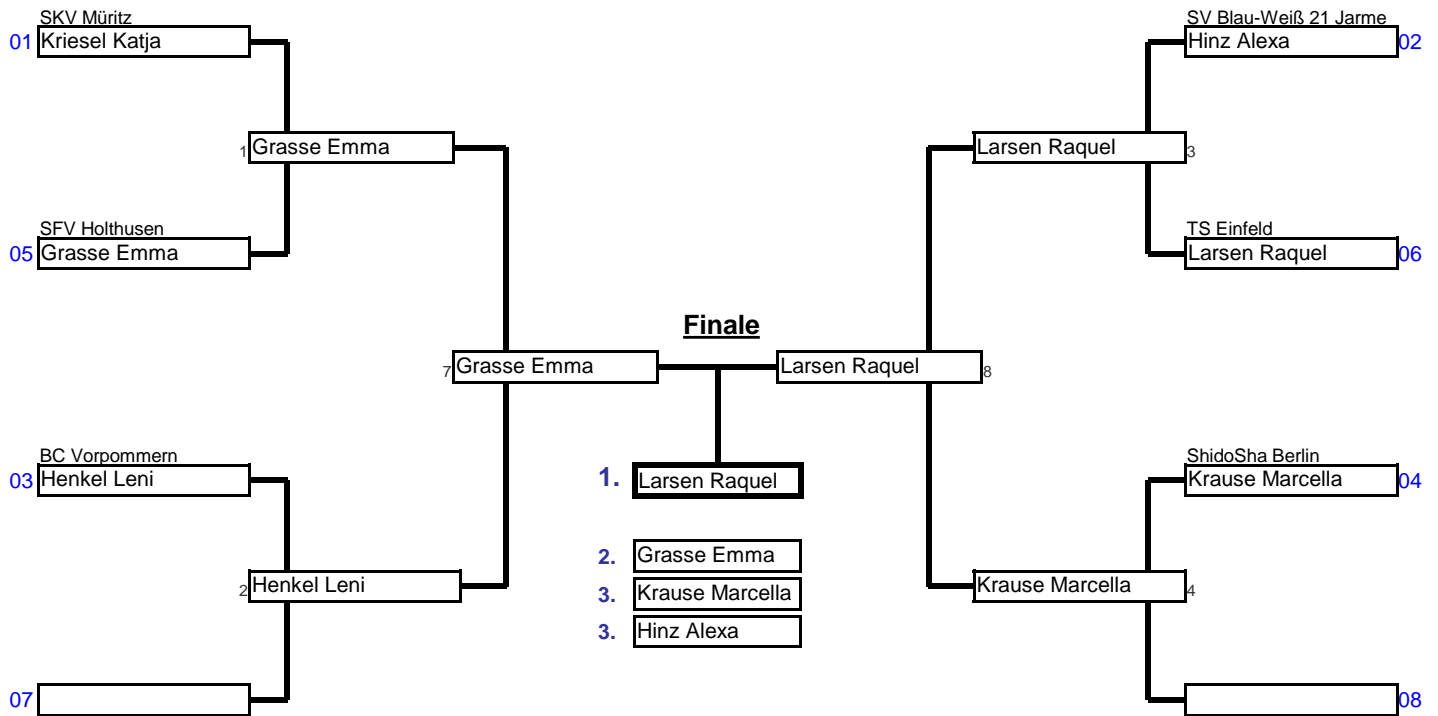 SKV Müritz
01 Kriesel Katja
SV Blau-Weiß 21 Jarme
Hinz Alexa 02
1 Grasse Emma
Larsen Raquel 3
SFV Holthusen
05 Grasse Emma
TS Einfeld
Larsen Raquel 06
Finale
7 Grasse Emma
Larsen Raquel 8
BC Vorpommern
03 Henkel Leni
1. Larsen Raquel
ShidoSha Berlin
Krause Marcella 04
2. Grasse Emma
2 Henkel Leni
3. Krause Marcella
Krause Marcella 4
3. Hinz Alexa
07
08